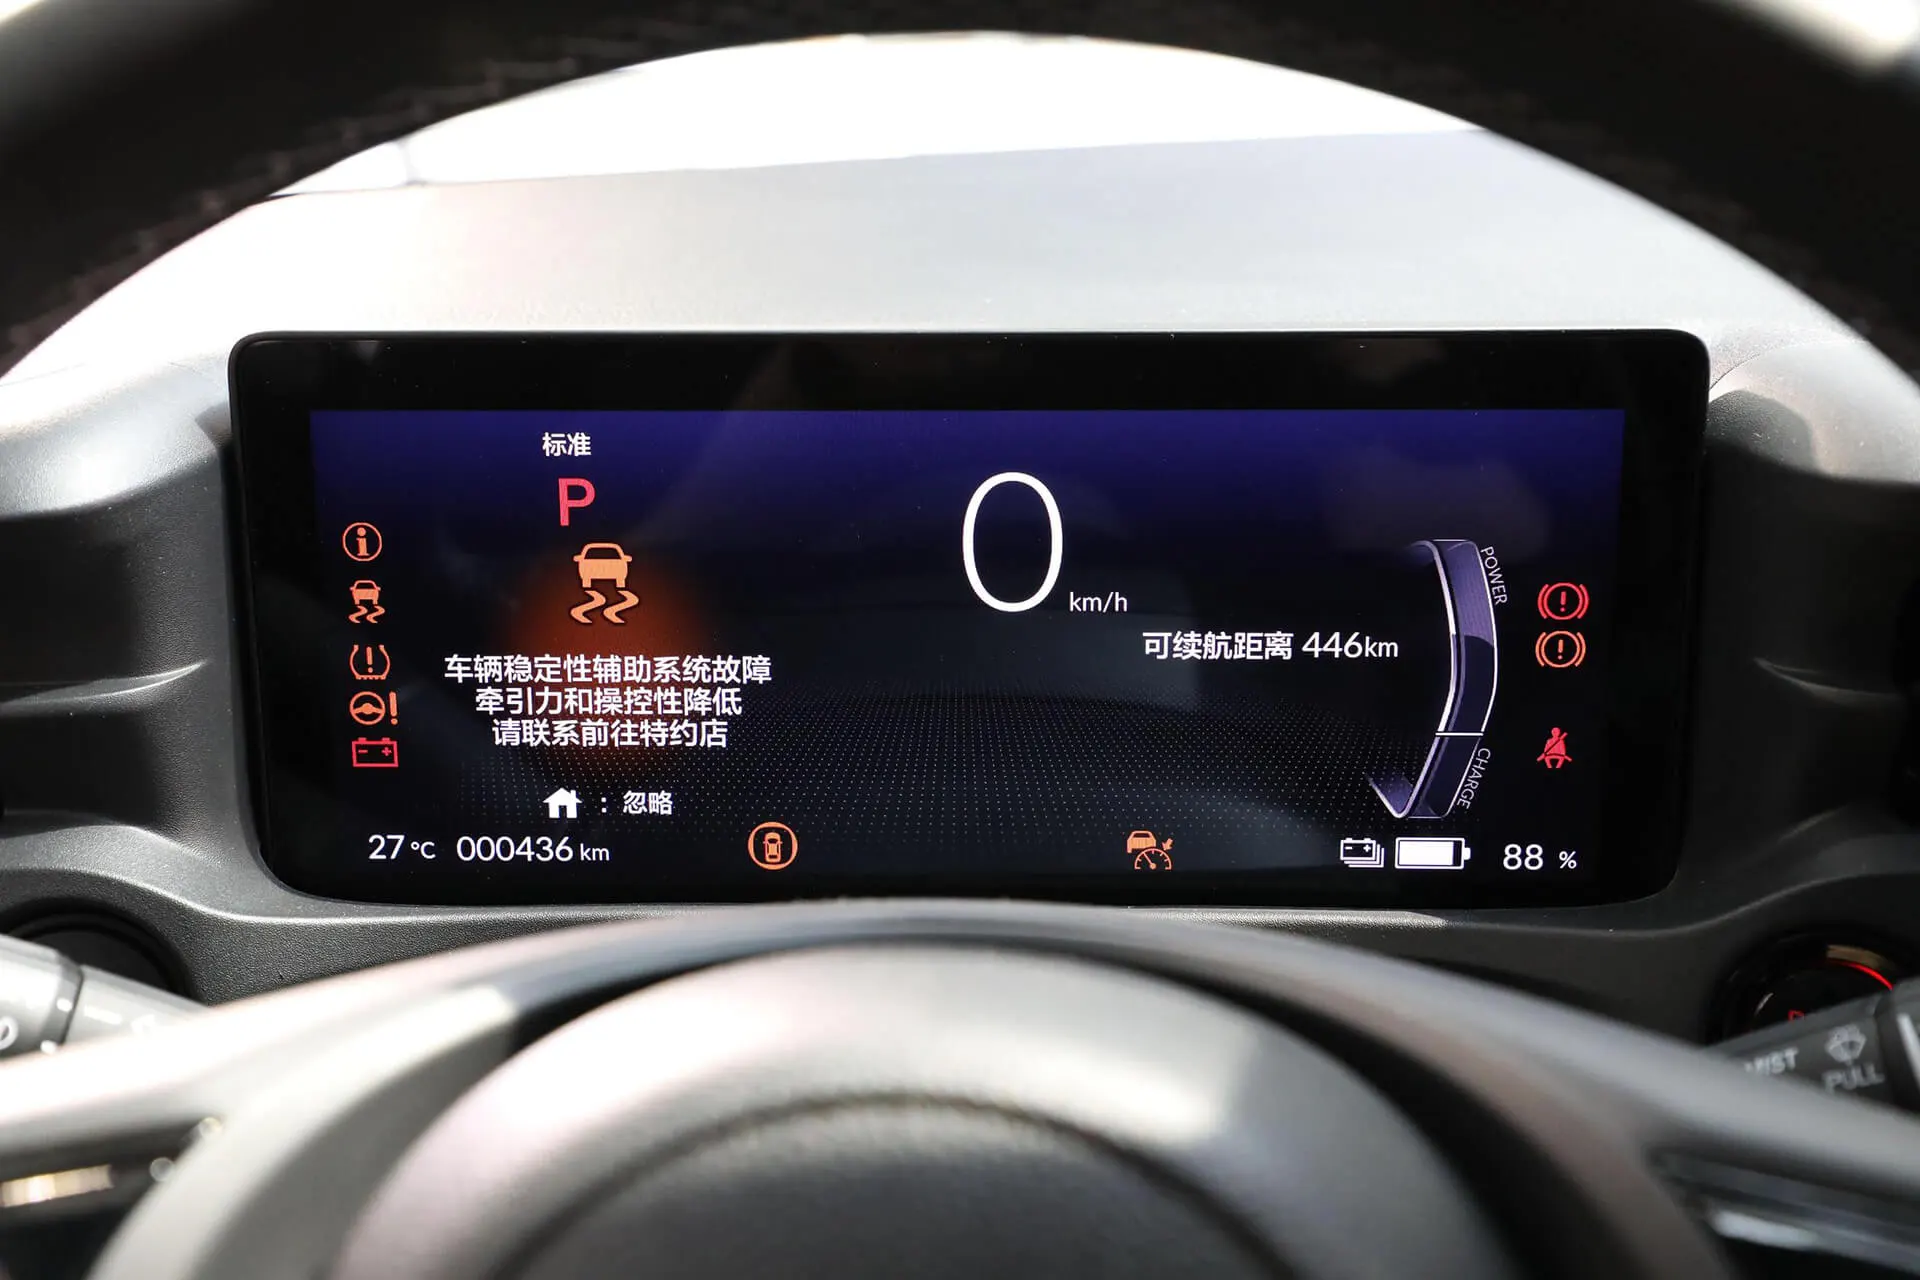 标准
P
0 km/h
可续航距离 446km
POWER
CHARGE
车辆稳定性辅助系统故障
牵引力和操控性降低
请联系前往特约店
: 忽略
27 °C 000436 km
88 %
MIST
PULL